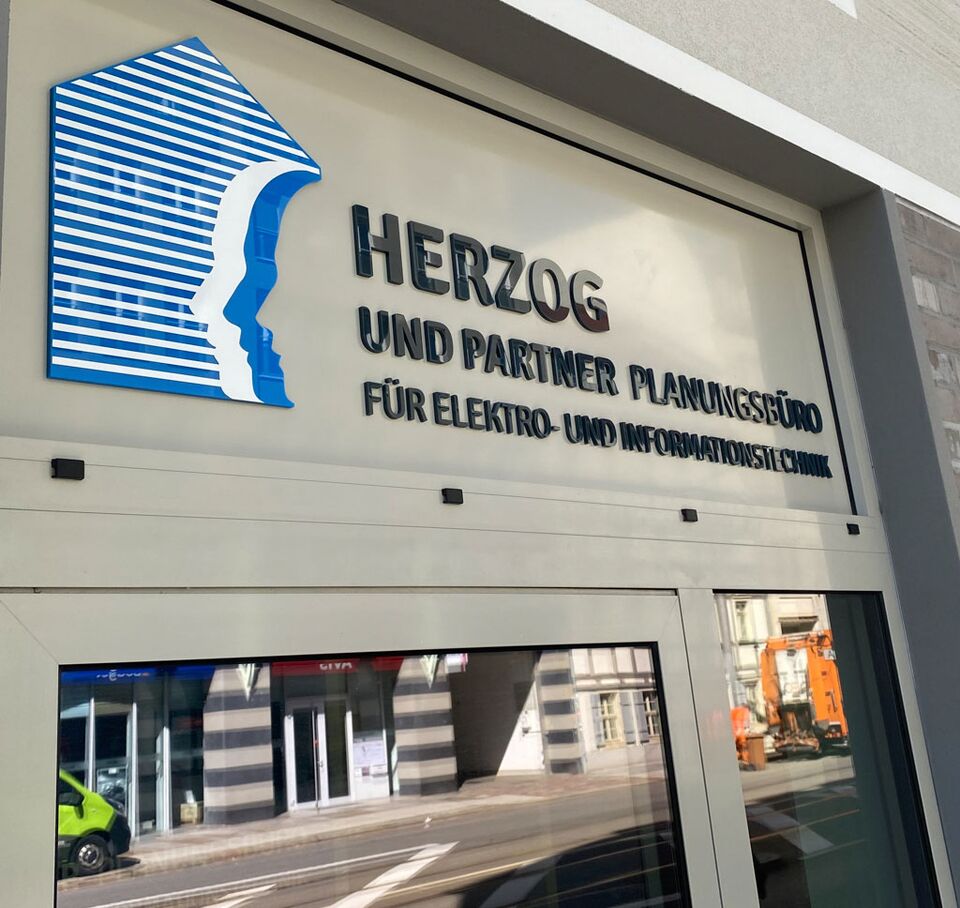 HERZOG
UND PARTNER PLANUNGSBÜRO
FÜR ELEKTRO- UND INFORMATIONSTECHNIK